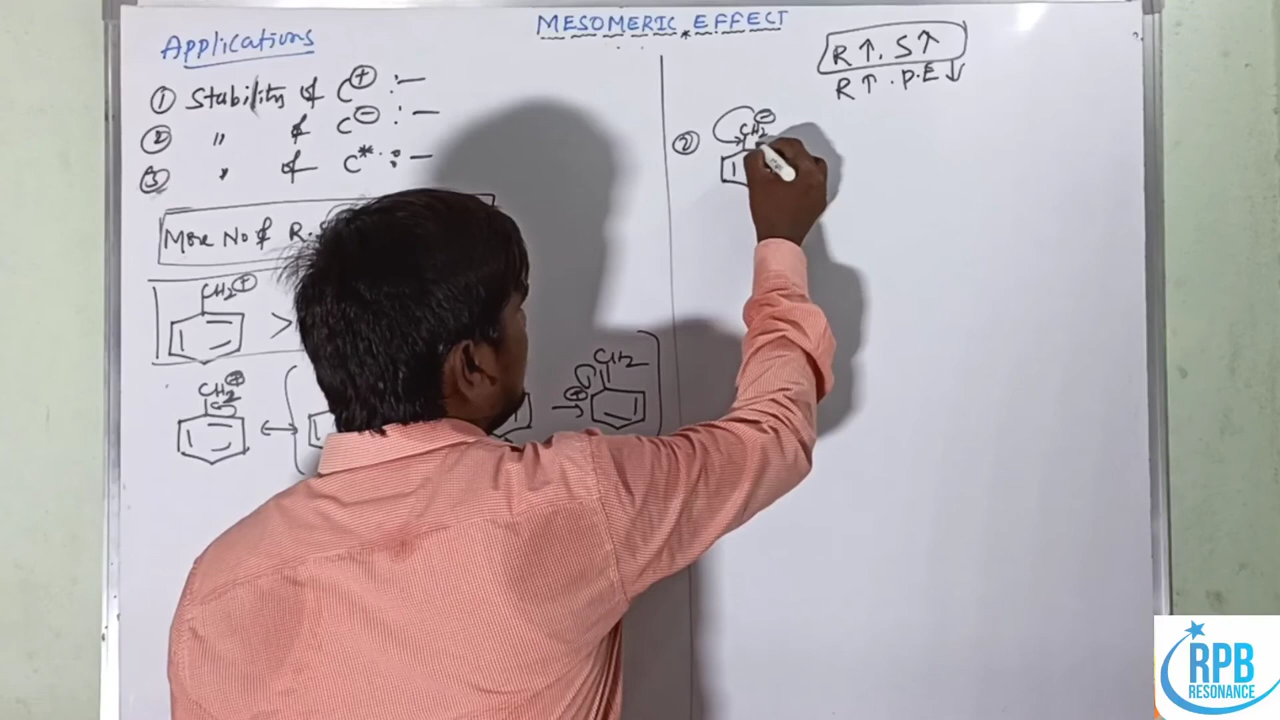 MESOMERIC EFFECT
Applications
① Stability of C⊕ :—
② " of C⊖ :—
③ " of C* :—
More No of R.
CH2⊕
>
CH2⊕
↔
→
⊕
CH2
R↑. S↑
R↑. P.E↓
②
CH2⊖
RPB
RESONANCE